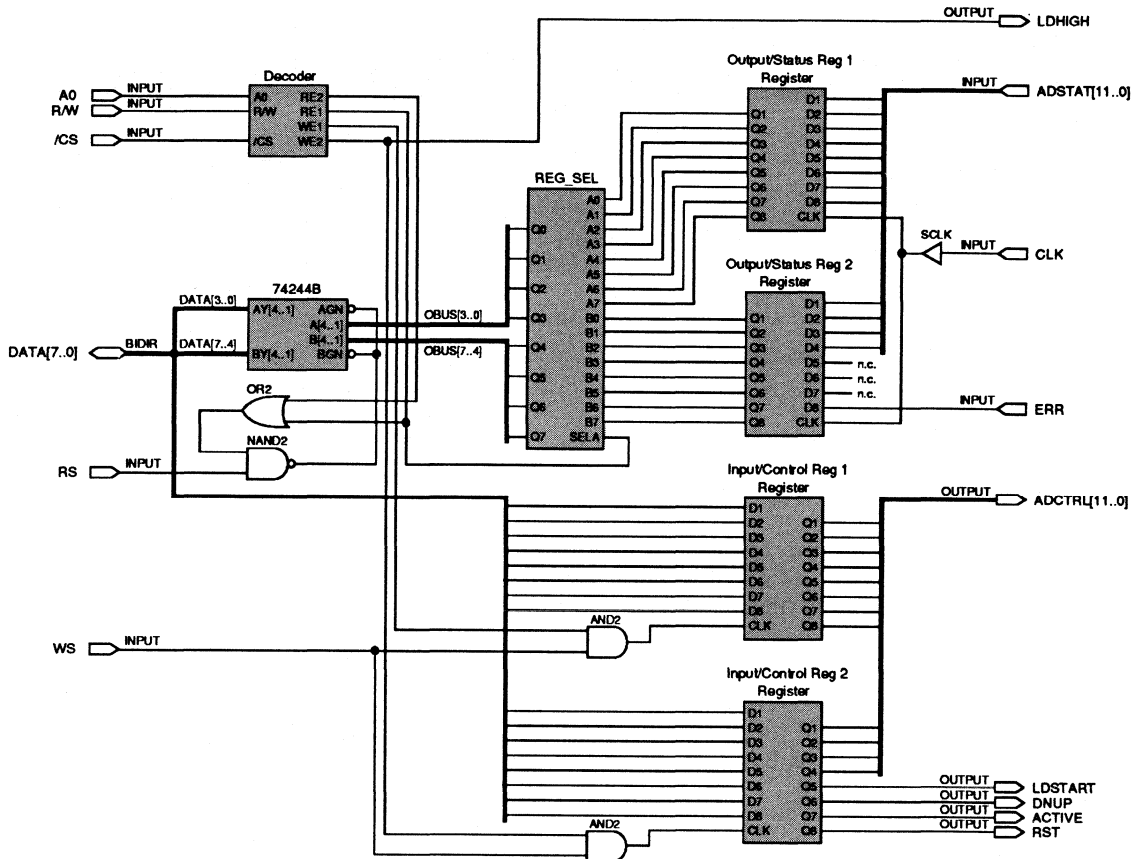 OUTPUT
LDHIGH
Decoder
A0
INPUT
R/W
INPUT
/CS
INPUT
A0
R/W
/CS
RE2
RE1
WE1
WE2
Output/Status Reg 1
Register
Q1
Q2
Q3
Q4
Q5
Q6
Q7
Q8
D1
D2
D3
D4
D5
D6
D7
D8
CLK
INPUT
ADSTAT[11..0]
REG_SEL
Q0
Q1
Q2
Q3
Q4
Q5
Q6
Q7
A0
A1
A2
A3
A4
A5
A6
A7
B0
B1
B2
B3
B4
B5
B6
B7
SELA
SCLK
INPUT
CLK
Output/Status Reg 2
Register
Q1
Q2
Q3
Q4
Q5
Q6
Q7
Q8
D1
D2
D3
D4
D5
D6
D7
D8
CLK
n.c.
n.c.
n.c.
INPUT
ERR
74244B
DATA[3..0]
DATA[7..4]
AY[4..1]
BY[4..1]
AGN
A[4..1]
B[4..1]
BGN
OBUS[3..0]
OBUS[7..4]
DATA[7..0]
BIDIR
OR2
NAND2
RS
INPUT
Input/Control Reg 1
Register
D1
D2
D3
D4
D5
D6
D7
D8
CLK
Q1
Q2
Q3
Q4
Q5
Q6
Q7
Q8
OUTPUT
ADCTRL[11..0]
AND2
WS
INPUT
Input/Control Reg 2
Register
D1
D2
D3
D4
D5
D6
D7
D8
CLK
Q1
Q2
Q3
Q4
Q5
Q6
Q7
Q8
AND2
OUTPUT
LDSTART
OUTPUT
DNUP
OUTPUT
ACTIVE
OUTPUT
RST